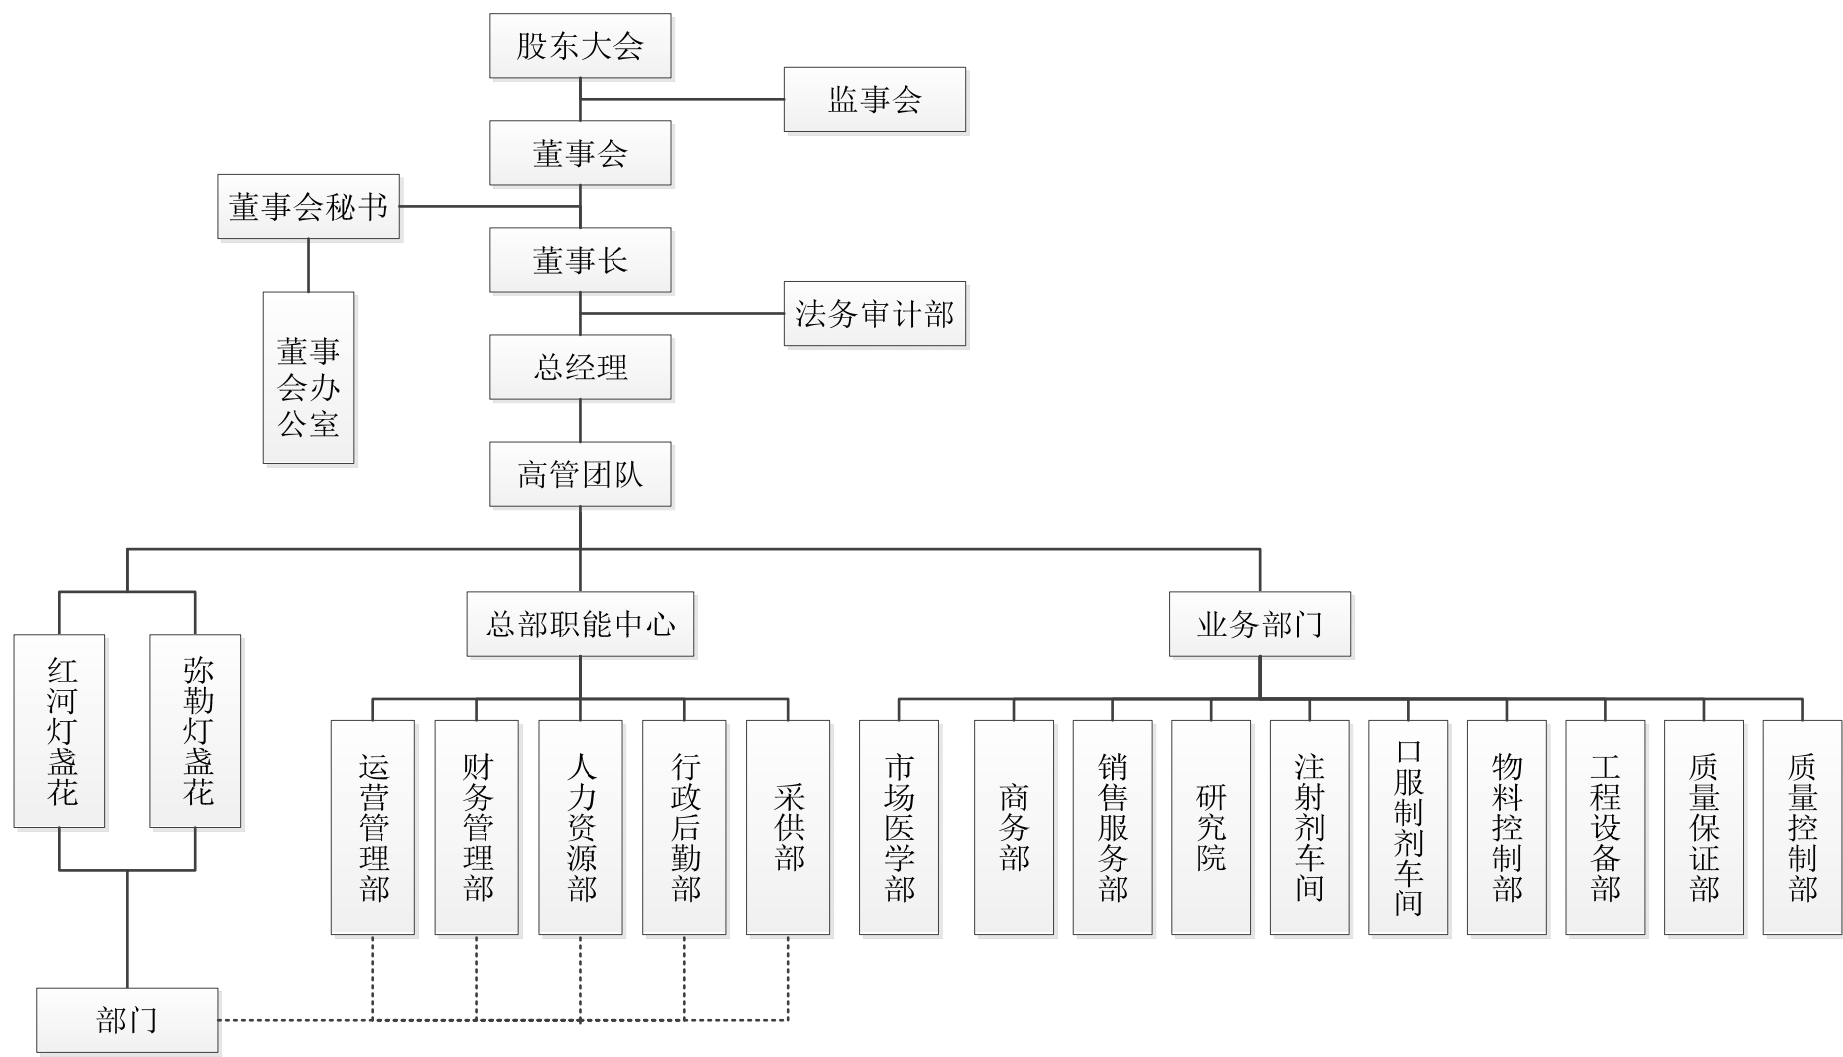 股东大会
监事会
董事会
董事会秘书
董事长
法务审计部
董事
会办
公室
总经理
高管团队
总部职能中心
业务部门
红河灯盏花
弥勒灯盏花
运营管理部
财务管理部
人力资源部
行政后勤部
采供部
市场医学部
商务部
销售服务部
研究院
注射剂车间
口服制剂车间
物料控制部
工程设备部
质量保证部
质量控制部
部门